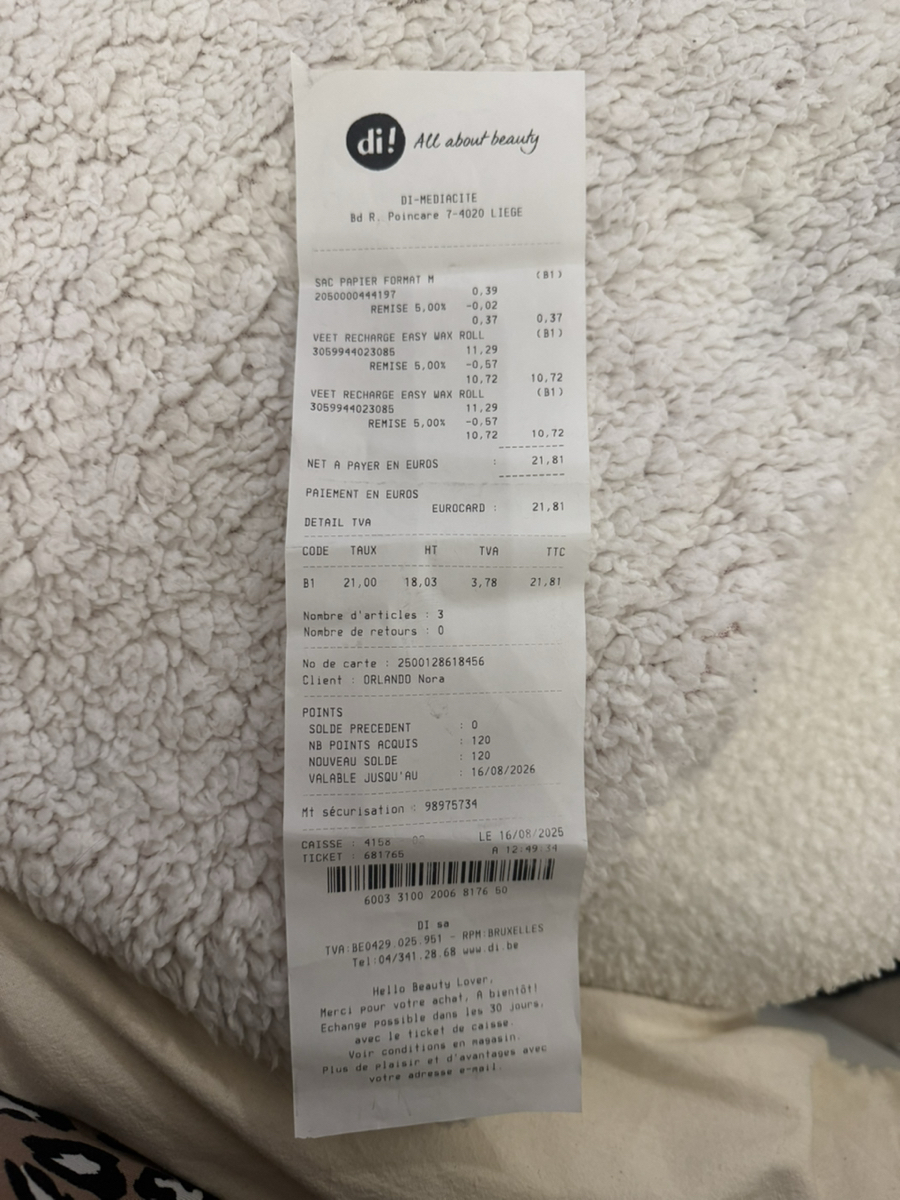 di! All about beauty
DI-MEDIACITE
Bd R. Poincare 7-4020 LIEGE
SAC PAPIER FORMAT M (B1)
2050000444197 0,39
REMISE 5,00% -0,02
0,37 0,37
VEET RECHARGE EASY WAX ROLL (B1)
3059944023085 11,29
REMISE 5,00% -0,57
10,72 10,72
VEET RECHARGE EASY WAX ROLL (B1)
3059944023085 11,29
REMISE 5,00% -0,57
10,72 10,72
NET A PAYER EN EUROS : 21,81
PAIEMENT EN EUROS
EUROCARD : 21,81
DETAIL TVA
CODE TAUX HT TVA TTC
B1 21,00 18,03 3,78 21,81
Nombre d'articles : 3
Nombre de retours : 0
No de carte : 2500128618456
Client : ORLANDO Nora
POINTS
SOLDE PRECEDENT : 0
NB POINTS ACQUIS : 120
NOUVEAU SOLDE : 120
VALABLE JUSQU'AU : 16/08/2026
Mt sécurisation : 98975734
CAISSE : 4158 LE 16/08/2025
TICKET : 681765 A 12:49:34
6003 3100 2006 8176 50
DI sa
TVA:BE0429.025.951 - RPM:BRUXELLES
Tel:04/341.28.68 www.di.be
Hello Beauty Lover,
Merci pour votre achat, A bientôt!
Echange possible dans les 30 jours,
avec le ticket de caisse.
Voir conditions en magasin.
Plus de plaisir et d'avantages avec
votre adresse e-mail.